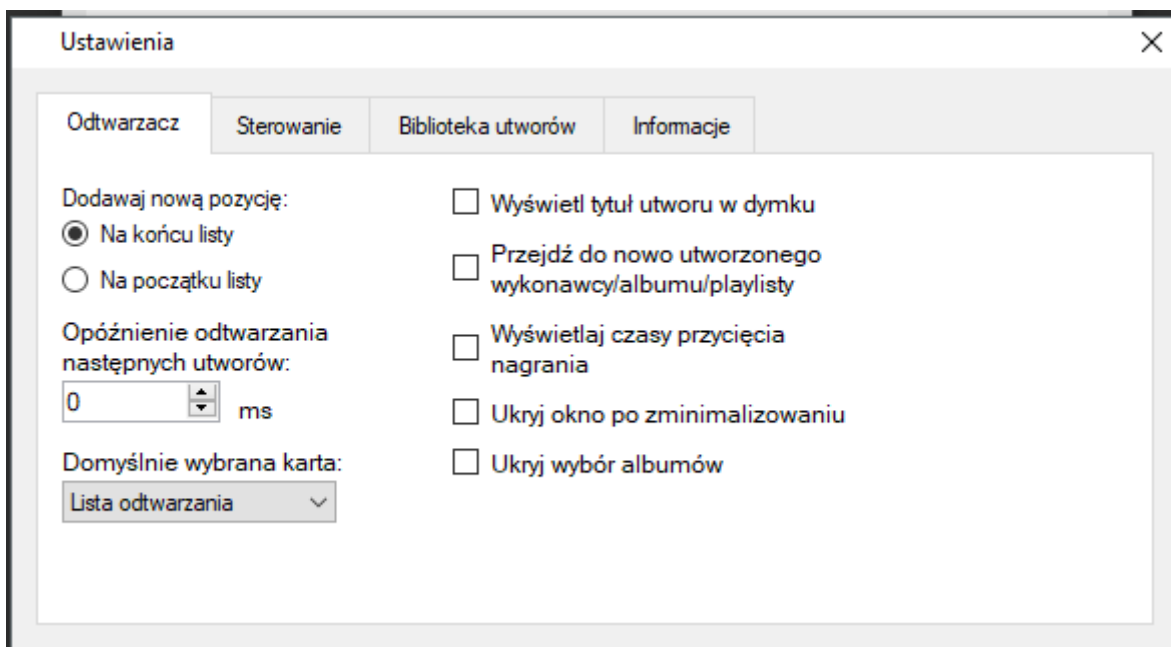 Ustawienia
Odtwarzacz
Sterowanie
Biblioteka utworów
Informacje
Dodawaj nową pozycję:
Na końcu listy
Na początku listy
Opóźnienie odtwarzania
następnych utworów:
0
ms
Domyślnie wybrana karta:
Lista odtwarzania
Wyświetl tytuł utworu w dymku
Przejdź do nowo utworzonego
wykonawcy/albumu/playlisty
Wyświetlaj czasy przycięcia
nagrania
Ukryj okno po zminimalizowaniu
Ukryj wybór albumów